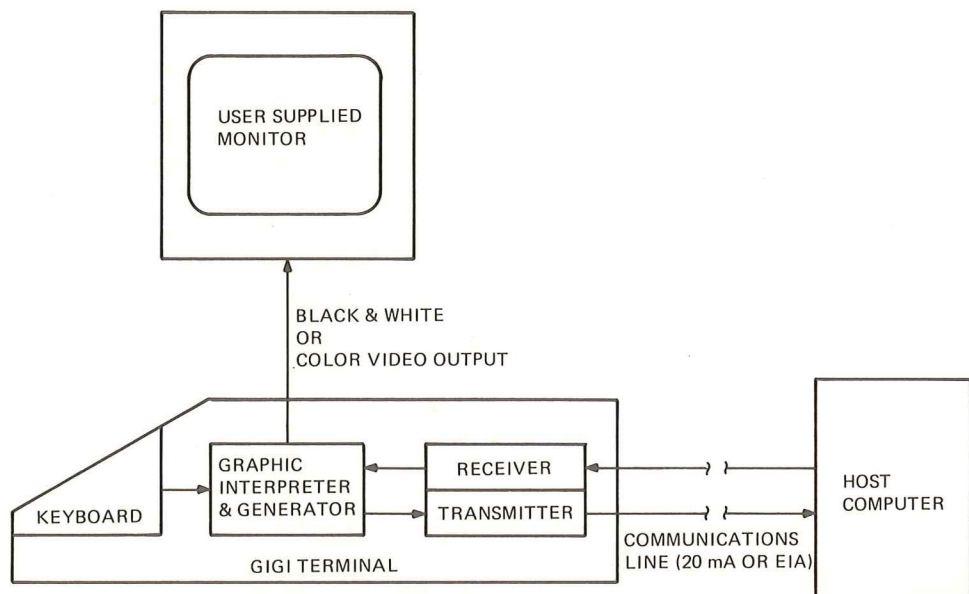 USER SUPPLIED
MONITOR
BLACK & WHITE
OR
COLOR VIDEO OUTPUT
GRAPHIC
INTERPRETER
& GENERATOR
RECEIVER
TRANSMITTER
KEYBOARD
GIGI TERMINAL
COMMUNICATIONS
LINE (20 mA OR EIA)
HOST
COMPUTER